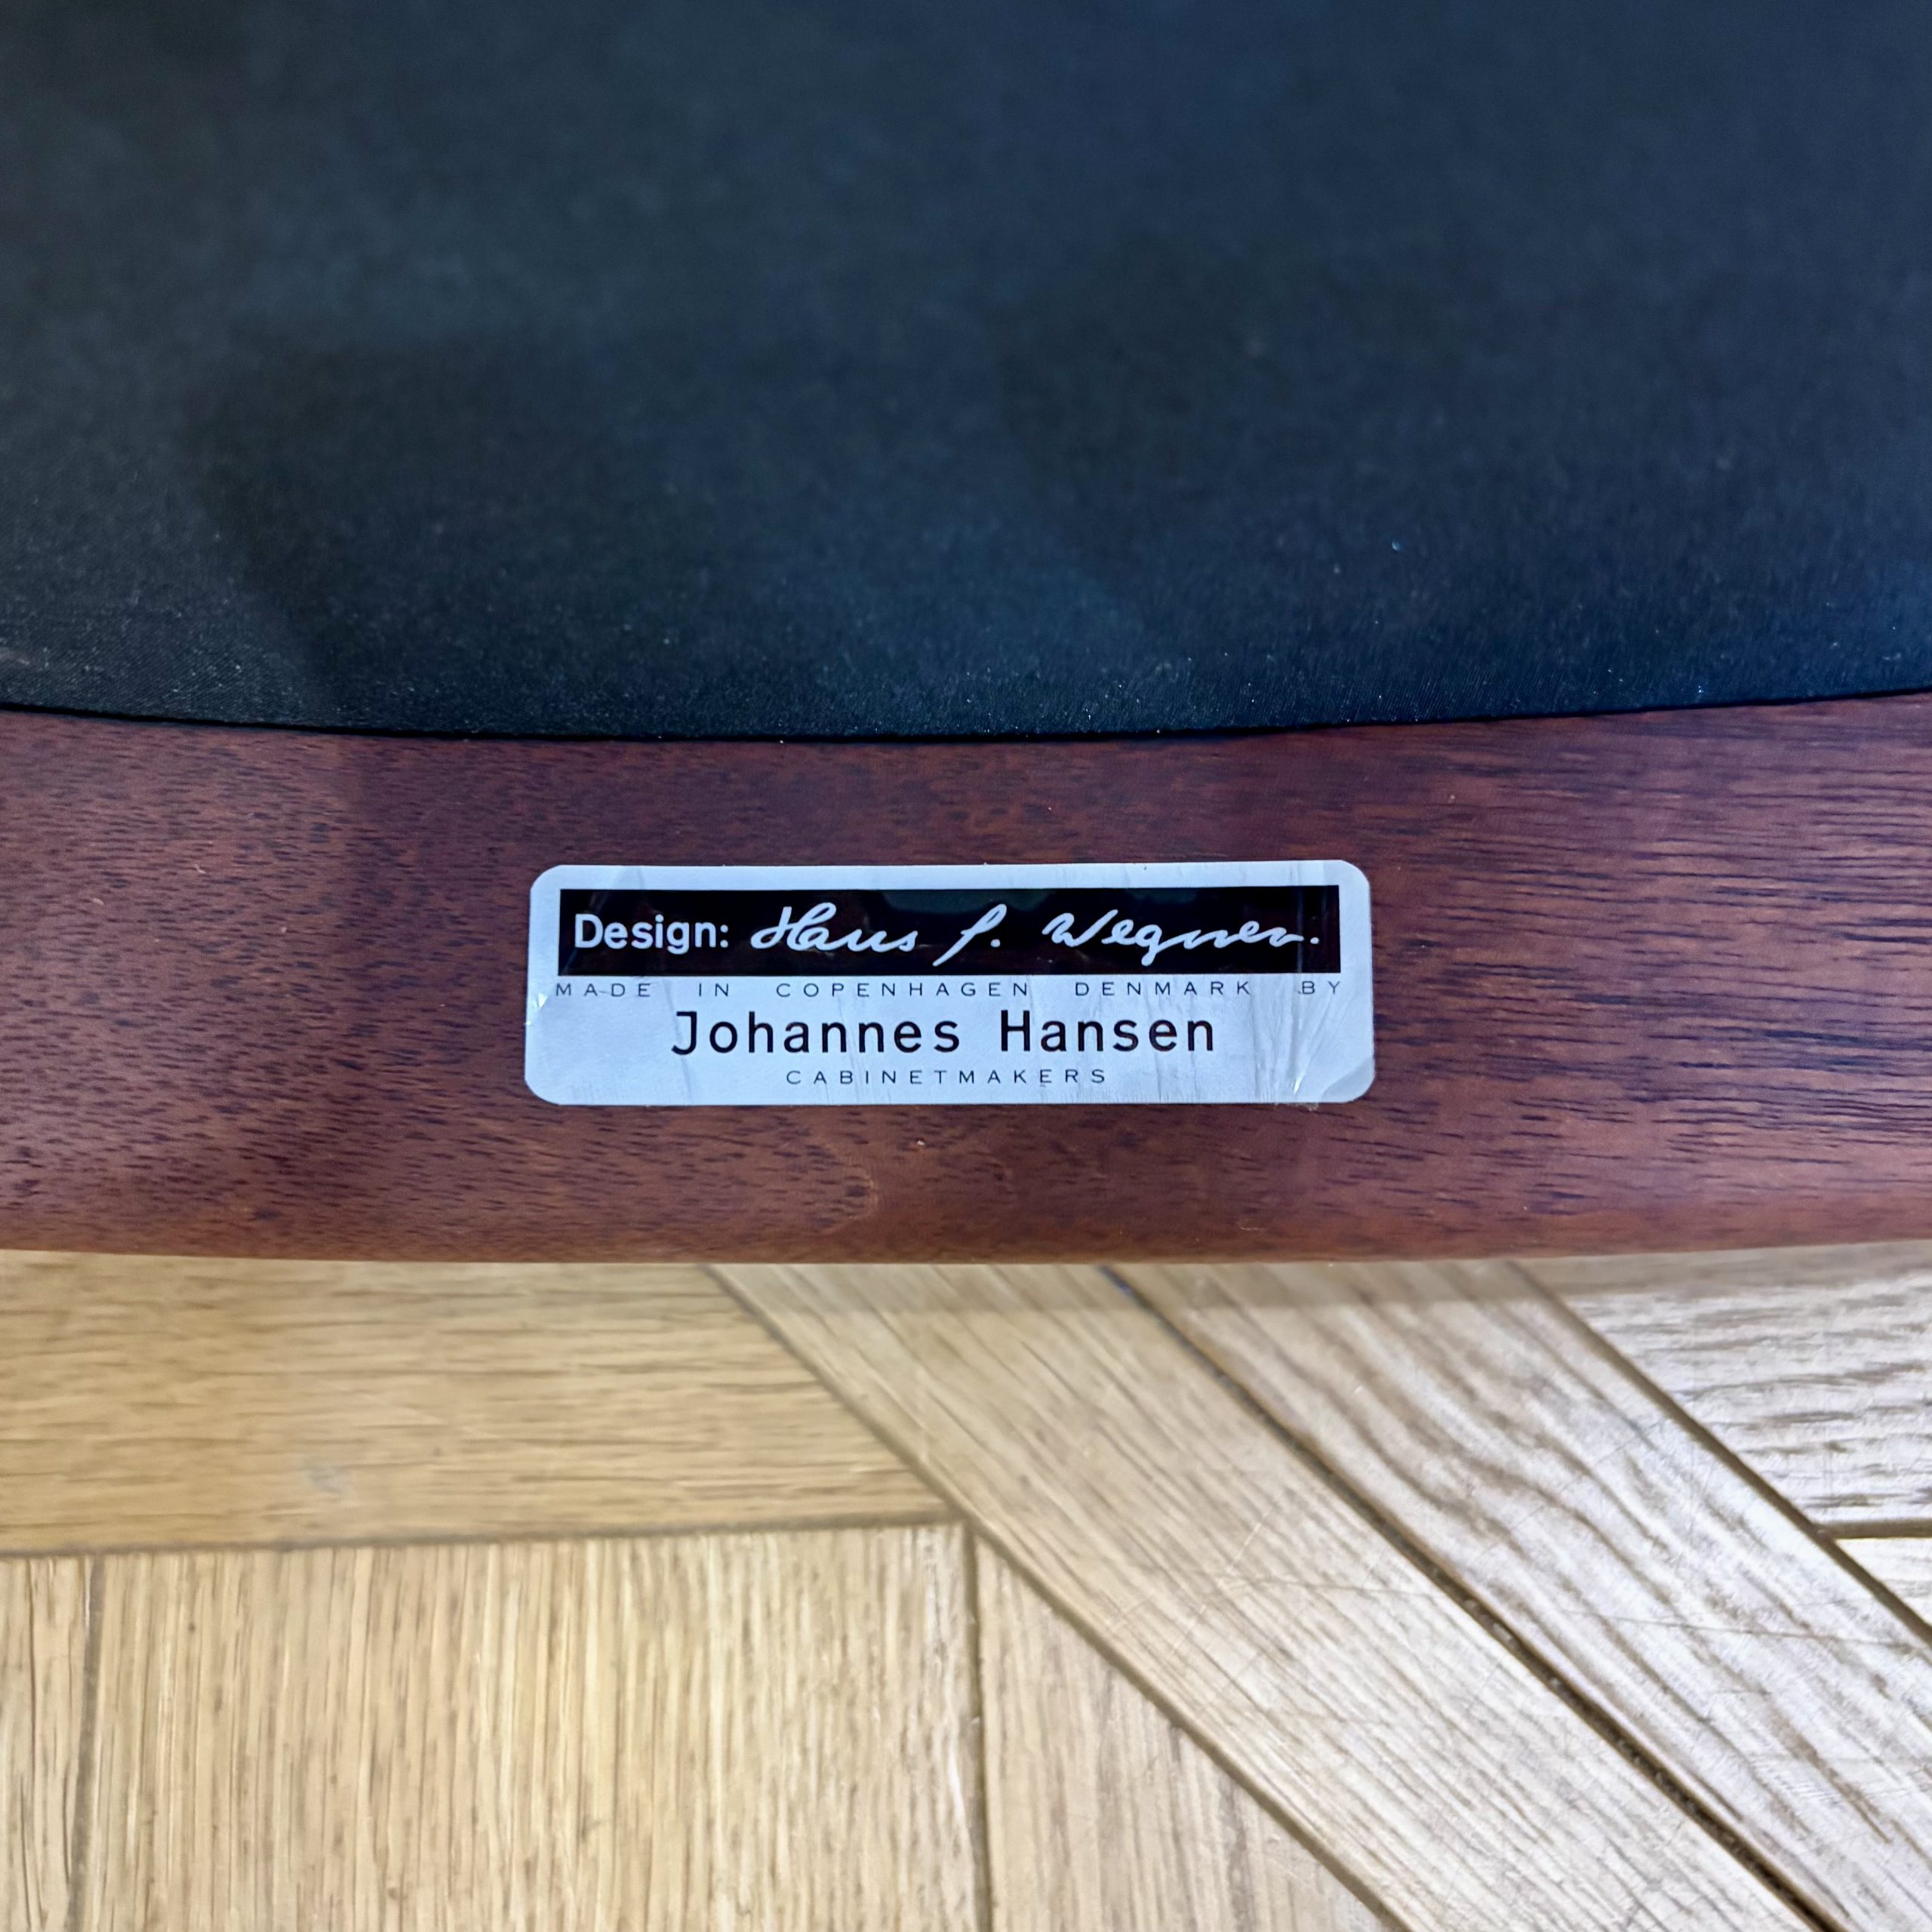 Design: Hans J. Wegner.
MADE IN COPENHAGEN DENMARK BY
Johannes Hansen
CABINETMAKERS